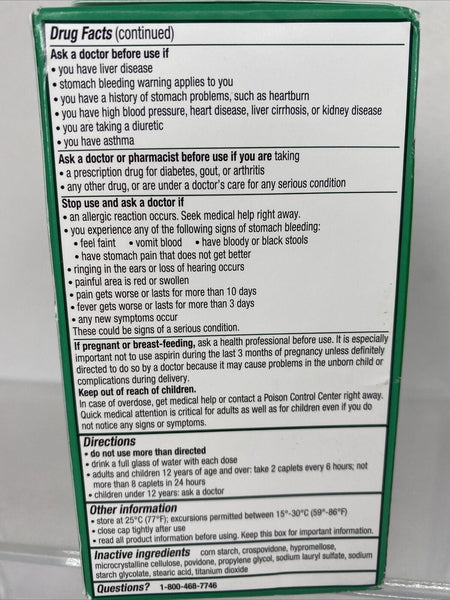 Drug Facts (continued)
Ask a doctor before use if
• you have liver disease
• stomach bleeding warning applies to you
• you have a history of stomach problems, such as heartburn
• you have high blood pressure, heart disease, liver cirrhosis, or kidney disease
• you are taking a diuretic
• you have asthma
Ask a doctor or pharmacist before use if you are taking
• a prescription drug for diabetes, gout, or arthritis
• any other drug, or are under a doctor's care for any serious condition
Stop use and ask a doctor if
• an allergic reaction occurs. Seek medical help right away.
• you experience any of the following signs of stomach bleeding:
• feel faint • vomit blood • have bloody or black stools
• have stomach pain that does not get better
• ringing in the ears or loss of hearing occurs
• painful area is red or swollen
• pain gets worse or lasts for more than 10 days
• fever gets worse or lasts for more than 3 days
• any new symptoms occur
These could be signs of a serious condition.
If pregnant or breast-feeding, ask a health professional before use. It is especially
important not to use aspirin during the last 3 months of pregnancy unless definitely
directed to do so by a doctor because it may cause problems in the unborn child or
complications during delivery.
Keep out of reach of children.
In case of overdose, get medical help or contact a Poison Control Center right away.
Quick medical attention is critical for adults as well as for children even if you do
not notice any signs or symptoms.
Directions
• do not use more than directed
• drink a full glass of water with each dose
• adults and children 12 years of age and over: take 2 caplets every 6 hours; not
more than 8 caplets in 24 hours
• children under 12 years: ask a doctor
Other information
• store at 25°C (77°F); excursions permitted between 15°-30°C (59°-86°F)
• close cap tightly after use
• read all product information before using. Keep this box for important information.
Inactive ingredients corn starch, crospovidone, hypromellose,
microcrystalline cellulose, povidone, propylene glycol, sodium lauryl sulfate, sodium
starch glycolate, stearic acid, titanium dioxide
Questions? 1-800-468-7746